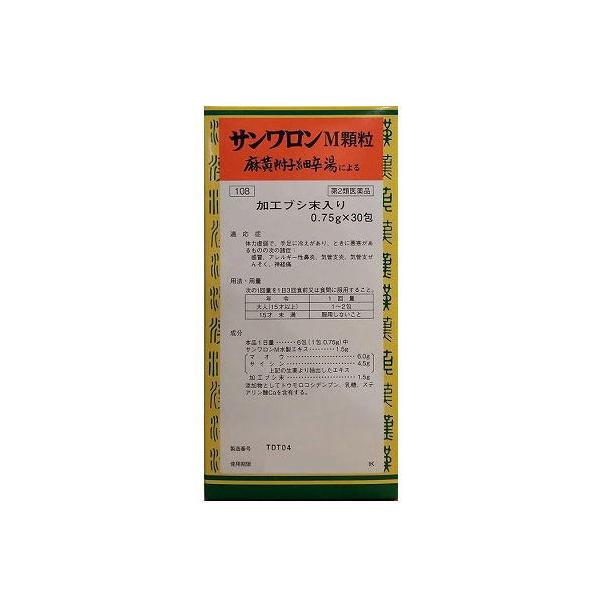 サンワロンM顆粒
麻黄附子細辛湯による
108 第2類医薬品
加工ブシ末入り
0.75g×30包
適応症
体力虚弱で、手足に冷えがあり、ときに悪寒があ
るものの次の諸症：
感冒、アレルギー性鼻炎、気管支炎、気管支ぜ
んそく、神経痛
用法・用量
次の1回量を1日3回食前又は食間に服用すること。
年令 1回量
大人(15才以上) 1～2包
15才未満 服用しないこと
成分
本品1日量………6包(1包0.75g)中
サンワロンM水製エキス………1.5g
マオウ………6.0g
サイシン………4.5g
上記の生薬より抽出したエキス
加工ブシ末………1.5g
添加物としてトウモロコシデンプン、乳糖、ステ
アリン酸Caを含有する。
製造番号 TDT04
使用期限 SK